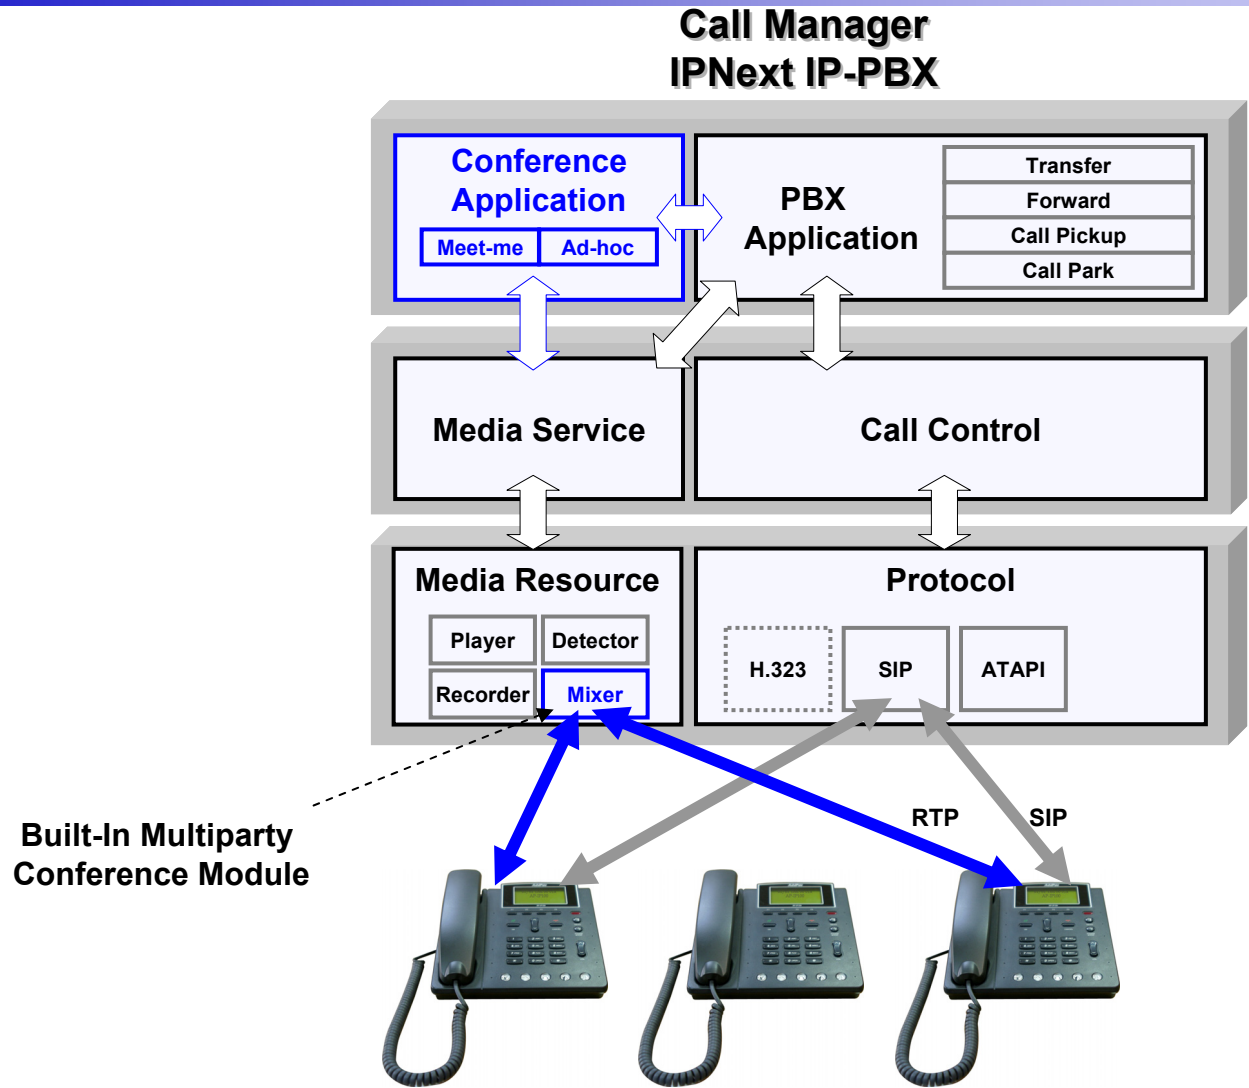 Call Manager
IPNext IP-PBX
Conference
Application
Meet-me
Ad-hoc
PBX
Application
Transfer
Forward
Call Pickup
Call Park
Media Service
Call Control
Media Resource
Player
Detector
Recorder
Mixer
Protocol
H.323
SIP
ATAPI
RTP
SIP
Built-In Multiparty
Conference Module